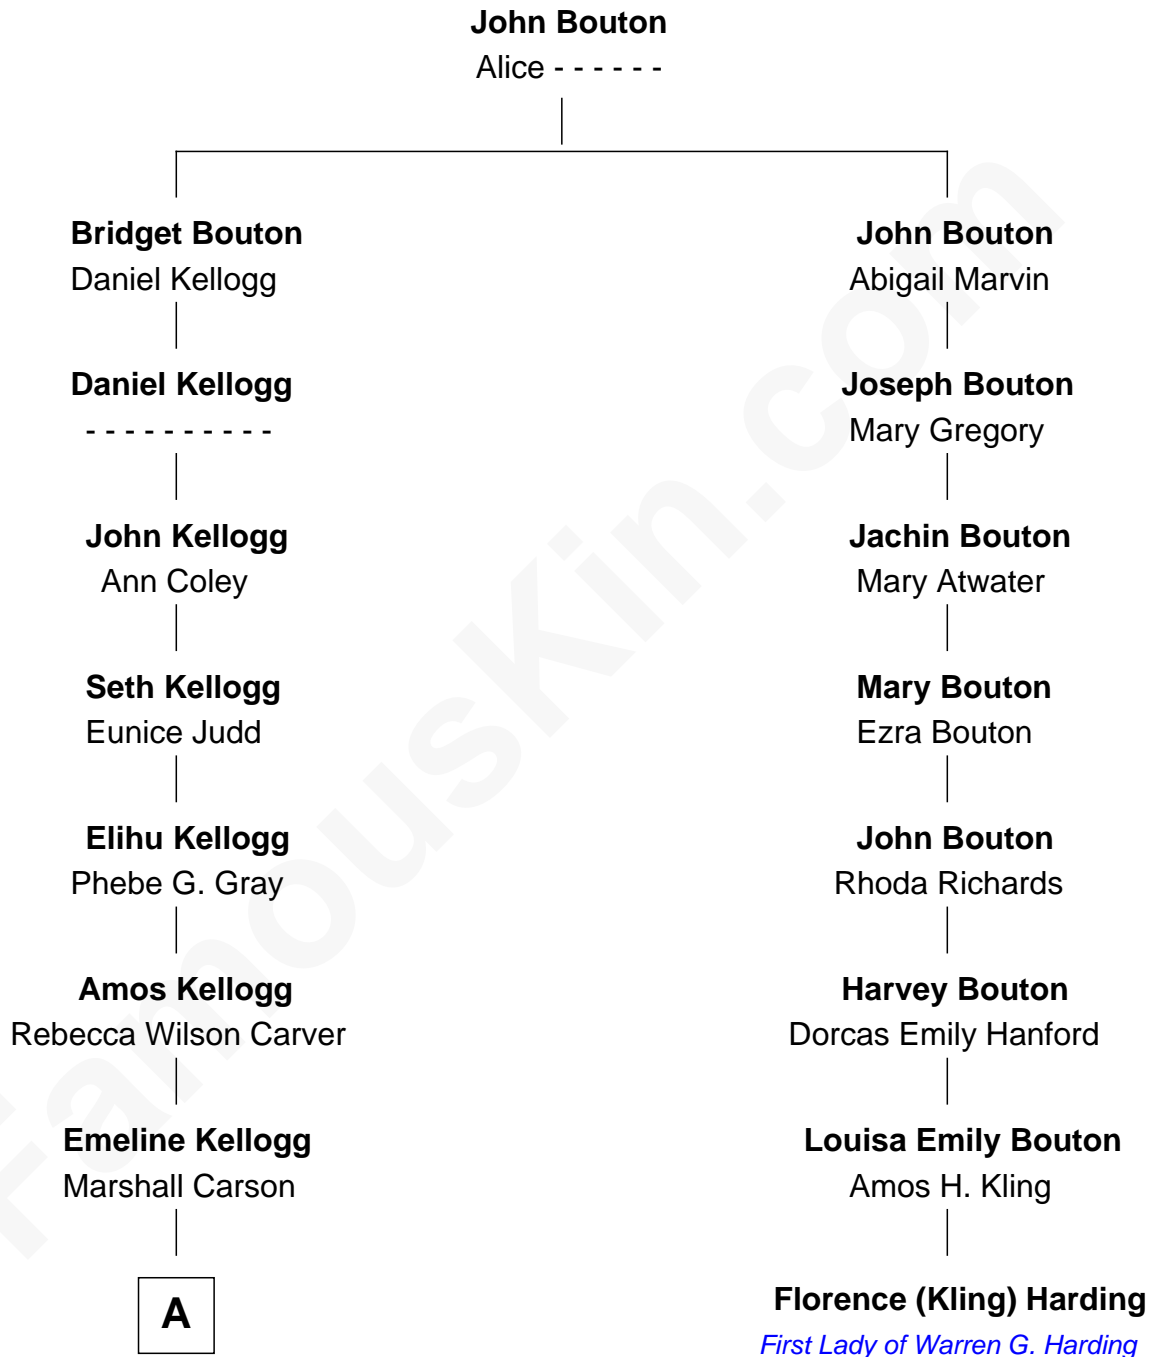 John Bouton
Alice - - - - - -
Bridget Bouton
Daniel Kellogg
John Bouton
Abigail Marvin
Daniel Kellogg
- - - - - - - - - -
Joseph Bouton
Mary Gregory
John Kellogg
Ann Coley
Jachin Bouton
Mary Atwater
Seth Kellogg
Eunice Judd
Mary Bouton
Ezra Bouton
Elihu Kellogg
Phebe G. Gray
John Bouton
Rhoda Richards
Amos Kellogg
Rebecca Wilson Carver
Harvey Bouton
Dorcas Emily Hanford
Emeline Kellogg
Marshall Carson
Louisa Emily Bouton
Amos H. Kling
A
Florence (Kling) Harding
First Lady of Warren G. Harding
FamousKin.com